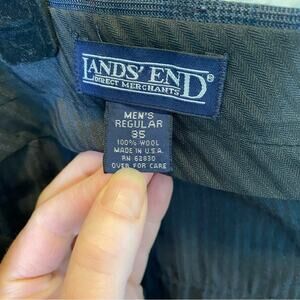 LANDS' END®
DIRECT MERCHANTS
MEN'S
REGULAR
35
100% WOOL
MADE IN U.S.A.
RN 62830
OVER FOR CARE